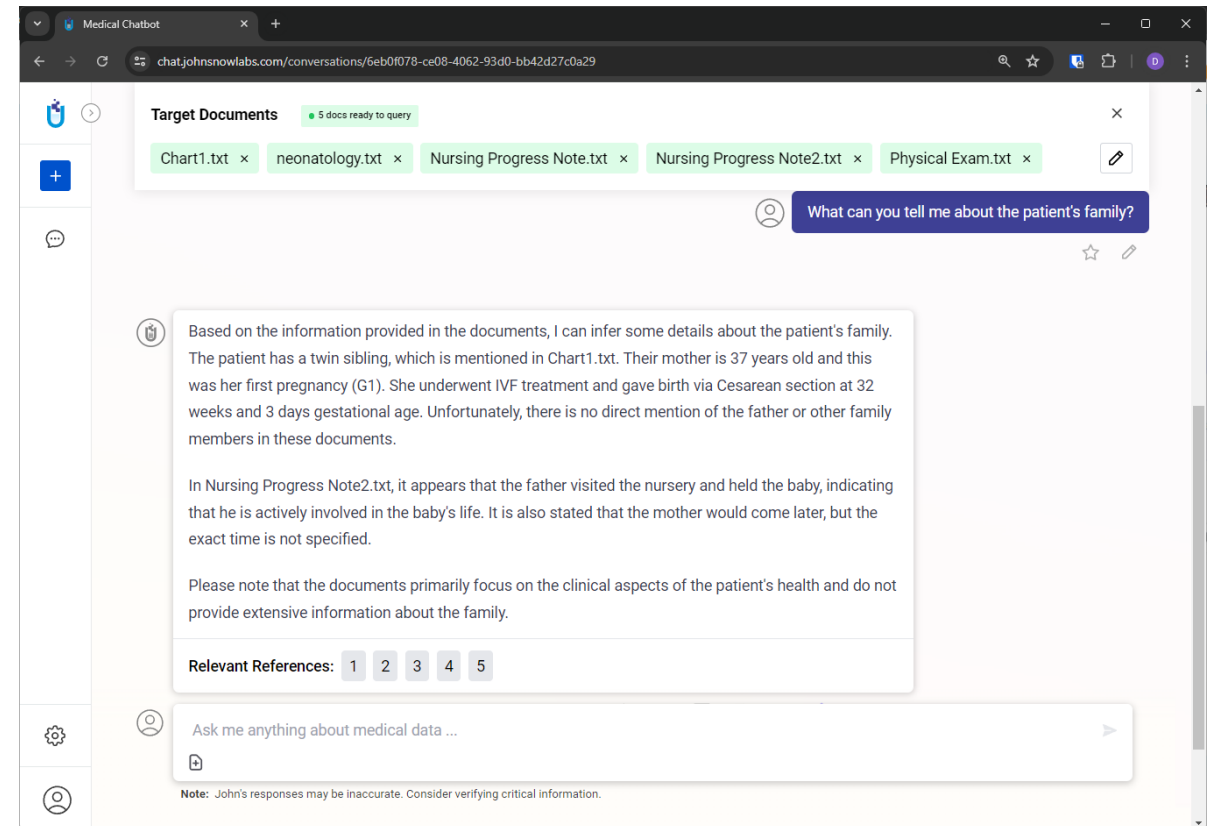 Medical Chatbot
chat.johnsnowlabs.com/conversations/6eb0f078-ce08-4062-93d0-bb42d27c0a29
D
Target Documents
5 docs ready to query
Chart1.txt ×
neonatology.txt ×
Nursing Progress Note.txt ×
Nursing Progress Note2.txt ×
Physical Exam.txt ×
What can you tell me about the patient's family?
Based on the information provided in the documents, I can infer some details about the patient's family.
The patient has a twin sibling, which is mentioned in Chart1.txt. Their mother is 37 years old and this
was her first pregnancy (G1). She underwent IVF treatment and gave birth via Cesarean section at 32
weeks and 3 days gestational age. Unfortunately, there is no direct mention of the father or other family
members in these documents.
In Nursing Progress Note2.txt, it appears that the father visited the nursery and held the baby, indicating
that he is actively involved in the baby's life. It is also stated that the mother would come later, but the
exact time is not specified.
Please note that the documents primarily focus on the clinical aspects of the patient's health and do not
provide extensive information about the family.
Relevant References: 1 2 3 4 5
Ask me anything about medical data ...
Note: John's responses may be inaccurate. Consider verifying critical information.